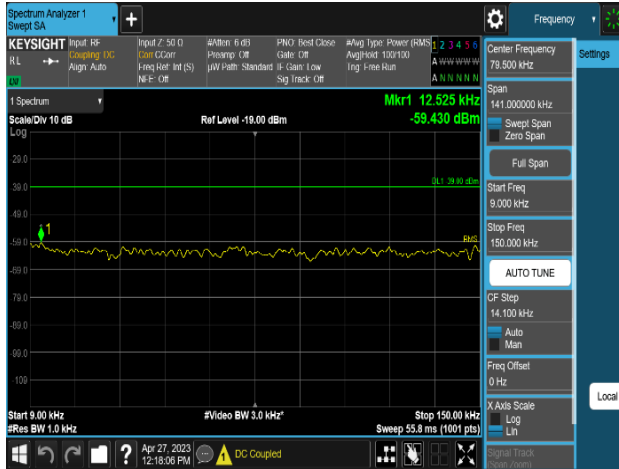 Spectrum Analyzer 1
Swept SA
+
Frequency
KEYSIGHT
Input: RF
Input Z: 50 Ω
#Atten: 6 dB
PNO: Best Close
#Avg Type: Power (RMS
1 2 3 4 5 6
RL
Coupling: DC
Corr CCorr
Preamp: Off
Gate: Off
Avg|Hold: 100/100
A W W W W W
Align: Auto
Freq Ref: Int (S)
µW Path: Standard
IF Gain: Low
Trig: Free Run
NFE: Off
Sig Track: Off
A N N N N N
1 Spectrum
Mkr1 12.525 kHz
Scale/Div 10 dB
Ref Level -19.00 dBm
-59.430 dBm
Log
-29.0
DL1 -39.00 dBm
-39.0
-49.0
1
RMS
-59.0
-69.0
-79.0
-89.0
-99.0
-109
Start 9.00 kHz
#Video BW 3.0 kHz*
Stop 150.00 kHz
#Res BW 1.0 kHz
Sweep 55.8 ms (1001 pts)
?
Apr 27, 2023
12:18:06 PM
DC Coupled
Settings
Center Frequency
79.500 kHz
Span
141.000000 kHz
Swept Span
Zero Span
Full Span
Start Freq
9.000 kHz
Stop Freq
150.000 kHz
AUTO TUNE
CF Step
14.100 kHz
Auto
Man
Freq Offset
0 Hz
X Axis Scale
Log
Lin
Signal Track
(Span Zoom)
Local